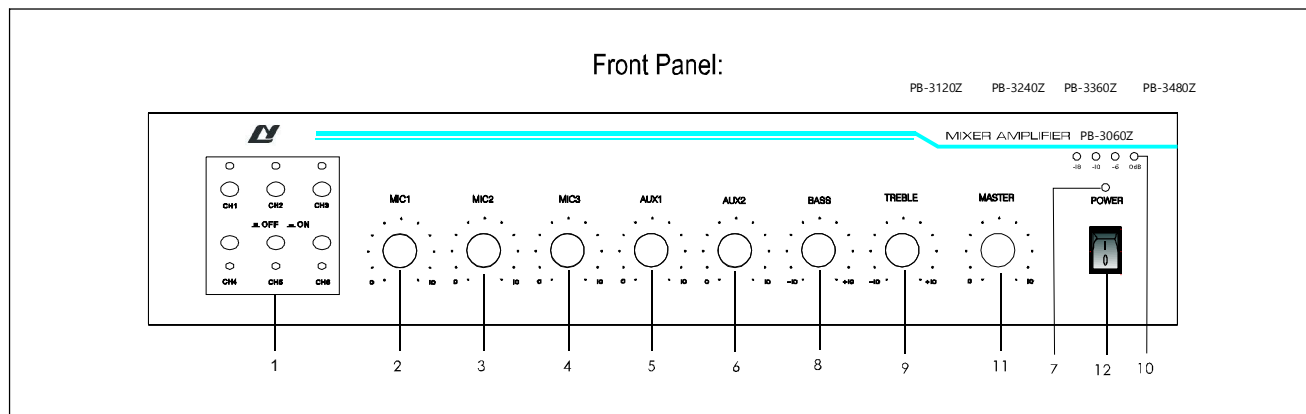 Front Panel:
PB-3120Z PB-3240Z PB-3360Z PB-3480Z
MIXER AMPLIFIER PB-3060Z
-18 -10 -6 0dB
CH1 CH2 CH3
OFF ON
CH4 CH5 CH6
MIC1 MIC2 MIC3 AUX1 AUX2 BASS TREBLE MASTER POWER
0 10 0 10 0 10 0 10 0 10 -10 +10 -10 +10 0 10
I
0
1 2 3 4 5 6 8 9 11 7 12 10